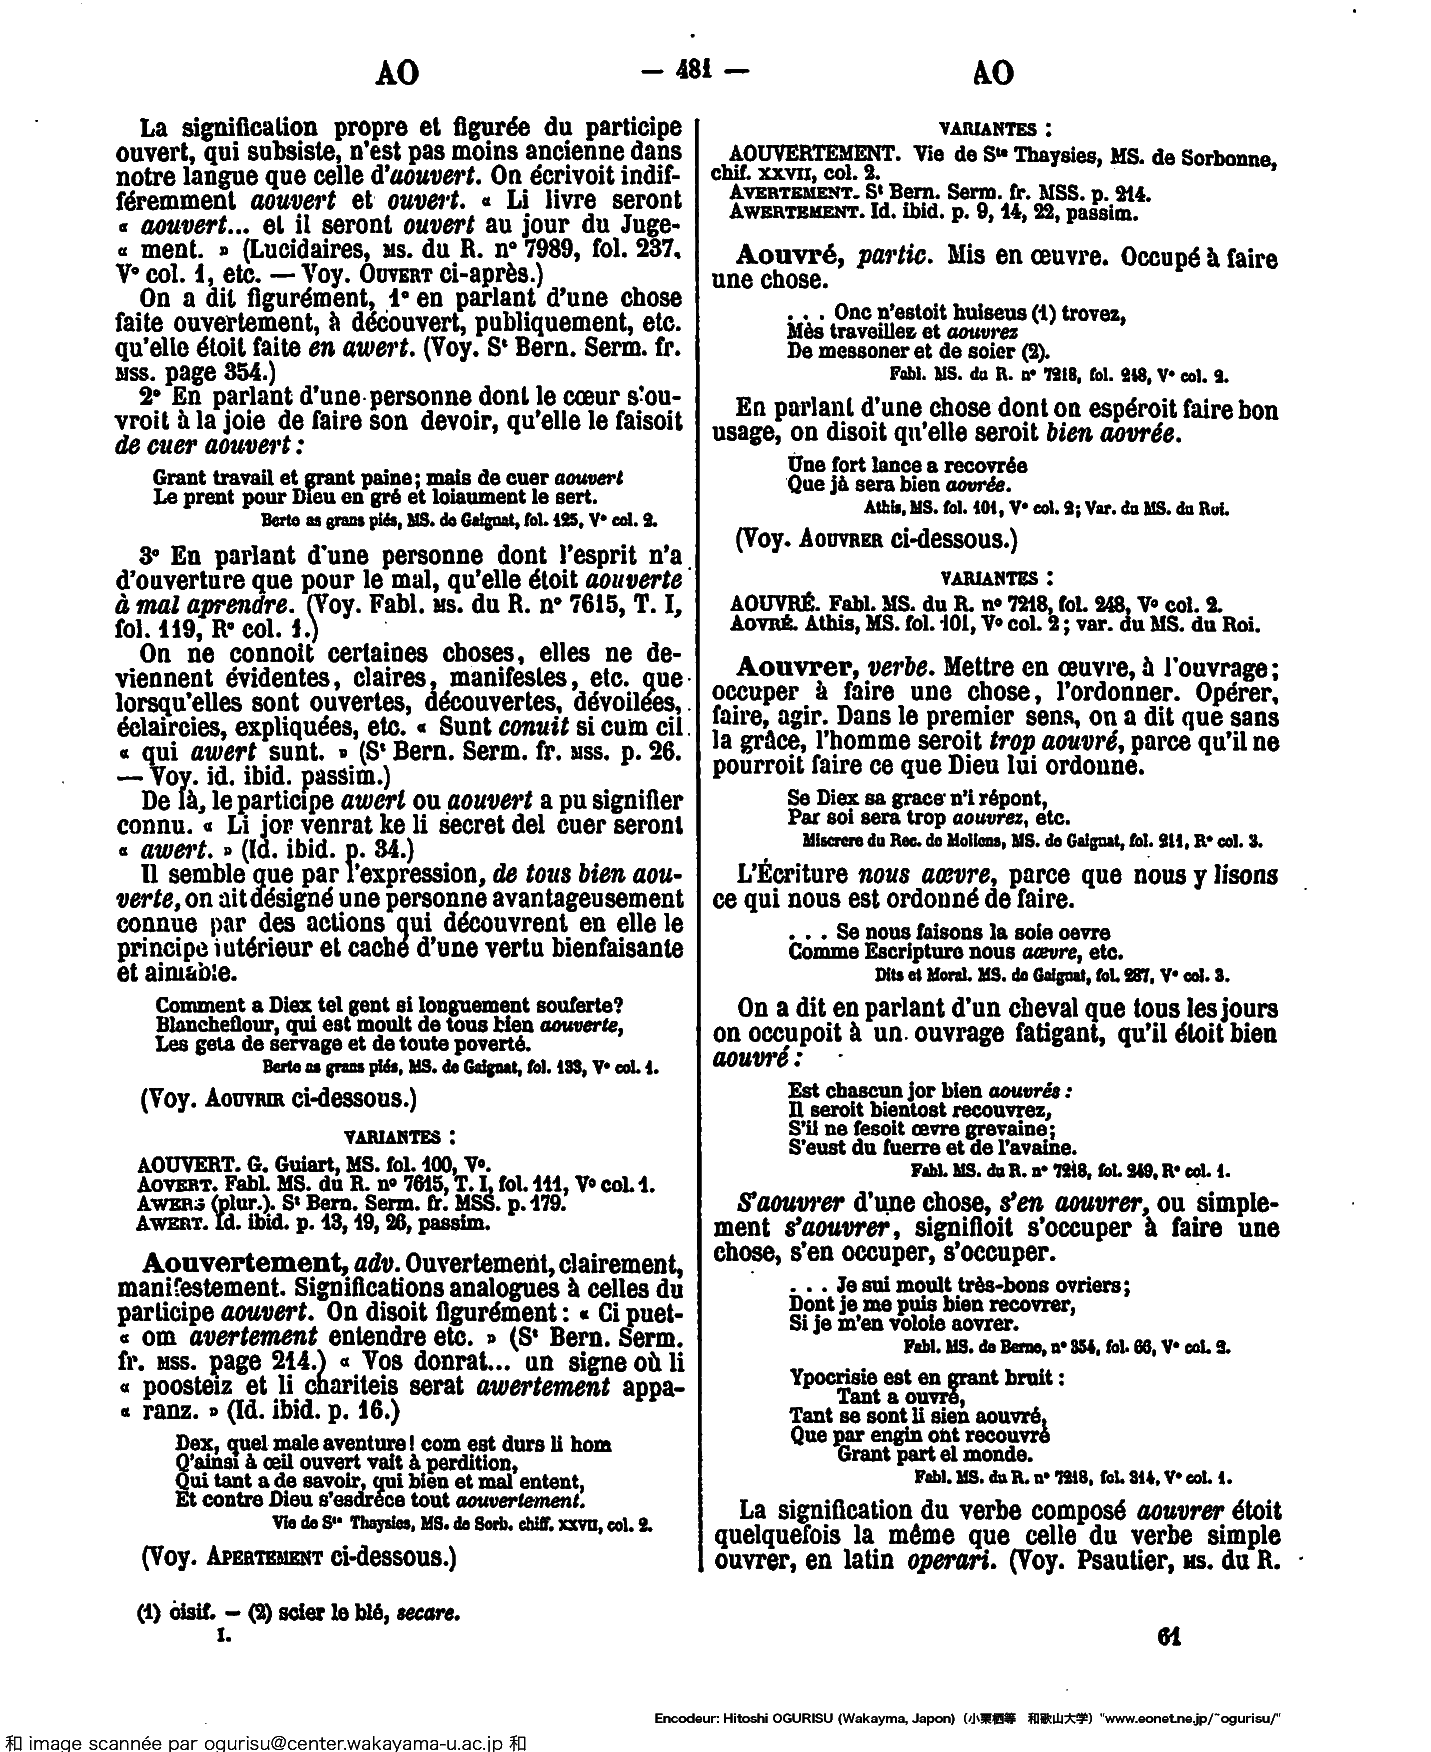 AO — 481 — AO
La signification propre et figurée du participe
ouvert, qui subsiste, n'est pas moins ancienne dans
notre langue que celle d'aouvert. On écrivoit indif-
féremment aouvert et ouvert. « Li livre seront
« aouvert... et il seront ouvert au jour du Juge-
« ment. » (Lucidaires, MS. du R. n° 7989, fol. 237,
V° col. 1, etc. — Voy. OUVERT ci-après.)
On a dit figurément, 1° en parlant d'une chose
faite ouvertement, à découvert, publiquement, etc.
qu'elle étoit faite en awert. (Voy. St Bern. Serm. fr.
MSS. page 354.)
2° En parlant d'une personne dont le cœur s'ou-
vroit à la joie de faire son devoir, qu'elle le faisoit
de cuer aouvert :
Grant travail et grant paine; mais de cuer aouvert
Le prent pour Dieu en gré et loiaument le sert.
Berte as grans piés, MS. de Gaignat, fol. 125, V° col. 2.
3° En parlant d'une personne dont l'esprit n'a
d'ouverture que pour le mal, qu'elle étoit aouverte
à mal aprendre. (Voy. Fabl. MS. du R. n° 7615, T. I,
fol. 119, R° col. 1.)
On ne connoit certaines choses, elles ne de-
viennent évidentes, claires, manifestes, etc. que
lorsqu'elles sont ouvertes, découvertes, dévoilées,
éclaircies, expliquées, etc. « Sunt conuit si cum cil
« qui awert sunt. » (St Bern. Serm. fr. MSS. p. 26.
— Voy. id. ibid. passim.)
De là, le participe awert ou aouvert a pu signifier
connu. « Li jor venrat ke li secret del cuer seront
« awert. » (Id. ibid. p. 34.)
Il semble que par l'expression, de tous bien aou-
verte, on ait désigné une personne avantageusement
connue par des actions qui découvrent en elle le
principe intérieur et caché d'une vertu bienfaisante
et aimable.
Comment a Diex tel gent si longuement souferte?
Blancheflour, qui est moult de tous bien aouverte,
Les geta de servage et de toute poverté.
Berte as grans piés, MS. de Gaignat, fol. 133, V° col. 1.
(Voy. AOUVRIR ci-dessous.)
VARIANTES :
AOUVERT. G. Guiart, MS. fol. 100, V°.
AOVERT. Fabl. MS. du R. n° 7615, T. I, fol. 111, V° col. 1.
AWERS (plur.). St Bern. Serm. fr. MSS. p. 179.
AWERT. Id. ibid. p. 13, 19, 26, passim.
Aouvertement, adv. Ouvertement, clairement,
manifestement. Significations analogues à celles du
participe aouvert. On disoit figurément : « Ci puet-
« om avertement entendre etc. » (St Bern. Serm.
fr. MSS. page 214.) « Vos donrat... un signe où li
« poosteiz et li chariteis serat awertement appa-
« ranz. » (Id. ibid. p. 16.)
Dex, quel male aventure! com est durs li hom
Q'ainsi à œil ouvert vait à perdition,
Qui tant a de savoir, qui bien et mal entent,
Et contre Dieu s'esdrece tout aouvertement.
Vie de Ste Thaysies, MS. de Sorb. chiff. XXVII, col. 2.
(Voy. APERTEMENT ci-dessous.)
VARIANTES :
AOUVERTEMENT. Vie de Ste Thaysies, MS. de Sorbonne,
chif. XXVII, col. 2.
AVERTEMENT. St Bern. Serm. fr. MSS. p. 214.
AWERTEMENT. Id. ibid. p. 9, 14, 22, passim.
Aouvré, partic. Mis en œuvre. Occupé à faire
une chose.
. . . Onc n'estoit huiseus (1) trovez,
Mès traveillez et aouvrez
De messoner et de soier (2).
Fabl. MS. du R. n° 7218, fol. 248, V° col. 2.
En parlant d'une chose dont on espéroit faire bon
usage, on disoit qu'elle seroit bien aovrée.
Une fort lance a recovrée
Que jà sera bien aovrée.
Athis, MS. fol. 101, V° col. 2; Var. du MS. du Roi.
(Voy. AOUVRER ci-dessous.)
VARIANTES :
AOUVRÉ. Fabl. MS. du R. n° 7218, fol. 248, V° col. 2.
AOVRÉ. Athis, MS. fol. 101, V° col. 2; var. du MS. du Roi.
Aouvrer, verbe. Mettre en œuvre, à l'ouvrage;
occuper à faire une chose, l'ordonner. Opérer,
faire, agir. Dans le premier sens, on a dit que sans
la grâce, l'homme seroit trop aouvré, parce qu'il ne
pourroit faire ce que Dieu lui ordonne.
Se Diex sa grace n'i répont,
Par soi sera trop aouvrez, etc.
Miserere du Rec. de Moliens, MS. de Gaignat, fol. 211, R° col. 3.
L'Écriture nous aœvre, parce que nous y lisons
ce qui nous est ordonné de faire.
. . . Se nous faisons la soie oevre
Comme Escripture nous aœvre, etc.
Dits et Moral. MS. de Gaignat, fol. 287, V° col. 3.
On a dit en parlant d'un cheval que tous les jours
on occupoit à un ouvrage fatigant, qu'il étoit bien
aouvré :
Est chascun jor bien aouvrés :
Il seroit bientost recouvrez,
S'il ne fesoit œvre grevaine;
S'eust du fuerre et de l'avaine.
Fabl. MS. du R. n° 7218, fol. 249, R° col. 1.
S'aouvrer d'une chose, s'en aouvrer, ou simple-
ment s'aouvrer, signifioit s'occuper à faire une
chose, s'en occuper, s'occuper.
. . . Je sui moult très-bons ovriers;
Dont je me puis bien recovrer,
Si je m'en voloie aovrer.
Fabl. MS. de Berne, n° 354, fol. 66, V° col. 2.
Ypocrisie est en grant bruit :
Tant a ouvré,
Tant se sont li sien aouvré,
Que par engin ont recouvré
Grant part el monde.
Fabl. MS. du R. n° 7218, fol. 314, V° col. 1.
La signification du verbe composé aouvrer étoit
quelquefois la même que celle du verbe simple
ouvrer, en latin operari. (Voy. Psautier, MS. du R.
(1) oisif. — (2) scier le blé, secare.
I. 61
Encodeur: Hitoshi OGURISU (Wakayma, Japon) (小栗栖等 和歌山大学) "www.eonet.ne.jp/~ogurisu/"
和 image scannée par ogurisu@center.wakayama-u.ac.jp 和